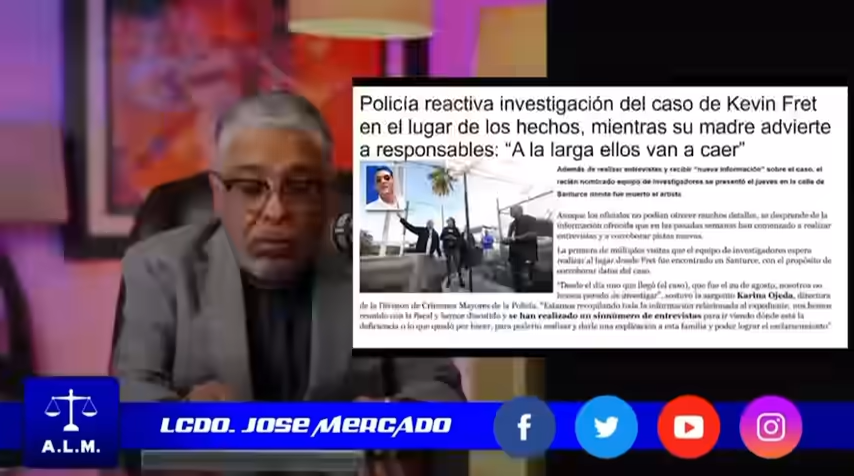 Policía reactiva investigación del caso de Kevin Fret
en el lugar de los hechos, mientras su madre advierte
a responsables: “A la larga ellos van a caer”
Además de realizar entrevistas y recibir “nueva información” sobre el caso, el
recién nombrado equipo de investigadores se presentó el jueves en la calle de
Santurce donde fue muerto el artista
Aunque los oficiales no podían ofrecer muchos detalles, se desprende de la
información ofrecida que en las pasadas semanas han comenzado a realizar
entrevistas y a corroborar pistas nuevas.
La primera de múltiples visitas que el equipo de investigadores espera
realizar al lugar donde Fret fue encontrado en Santurce, con el propósito de
corroborar datos del caso.
“Desde el día uno que llegó (el caso), que fue el 29 de agosto, nosotros no
hemos parado de investigar”, sostuvo la sargento Karina Ojeda, directora
de la División de Crímenes Mayores de la Policía. “Estamos recopilando toda la información relacionada al expediente, nos hemos
reunido con la fiscal y hemos discutido y se han realizado un sinnúmero de entrevistas para ir viendo dónde está la
deficiencia o lo que quedó por hacer, para poderlo realizar y darle una explicación a esta familia y poder lograr el esclarecimiento”
A.L.M.
LCDO. JOSE MERCADO